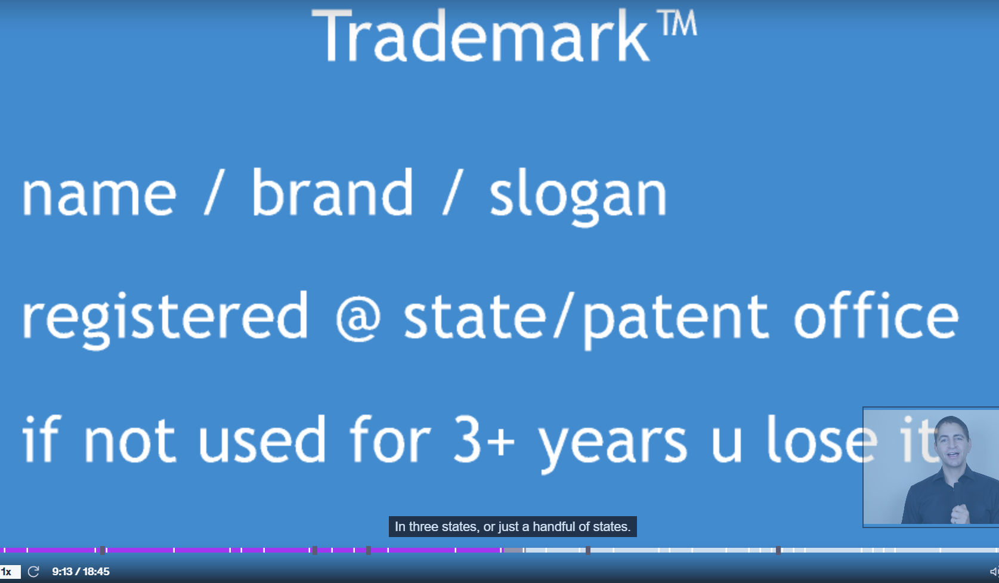 Trademark™
name / brand / slogan
registered @ state/patent office
if not used for 3+ years u lose it
In three states, or just a handful of states.
1x 9:13 / 18:45